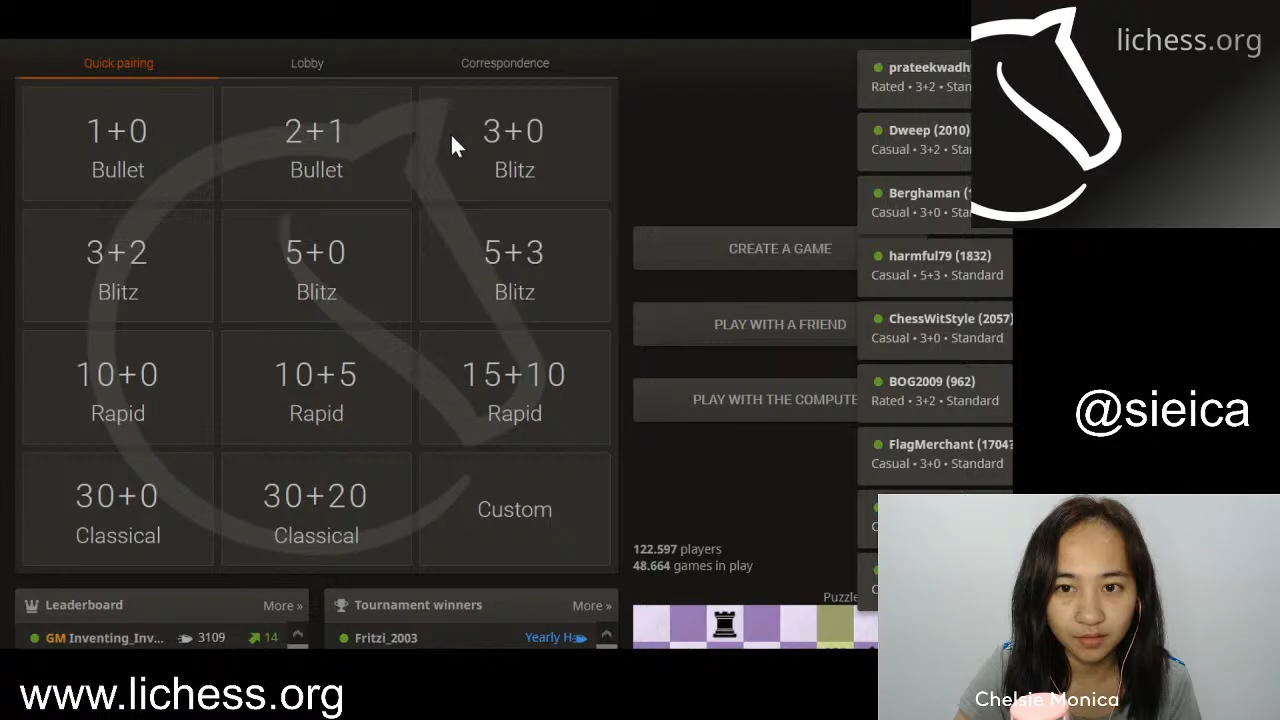 lichess.org
Quick pairing
Lobby
Correspondence
1+0
Bullet
2+1
Bullet
3+0
Blitz
3+2
Blitz
5+0
Blitz
5+3
Blitz
10+0
Rapid
10+5
Rapid
15+10
Rapid
30+0
Classical
30+20
Classical
Custom
CREATE A GAME
PLAY WITH A FRIEND
PLAY WITH THE COMPUTE
122.597 players
48.664 games in play
prateekwadh
Rated • 3+2 • Stan
Dweep (2010)
Casual • 3+2 • Sta
Berghaman (
Casual • 3+0 • Sta
harmful79 (1832)
Casual • 5+3 • Standard
ChessWitStyle (2057)
Casual • 3+0 • Standard
BOG2009 (962)
Rated • 3+2 • Standard
FlagMerchant (1704?
Casual • 3+0 • Standard
@sieica
Leaderboard
More »
Tournament winners
More »
Puzzle
GM Inventing_Inv... 3109 14
Fritzi_2003 Yearly H
www.lichess.org
Chelsie Monica